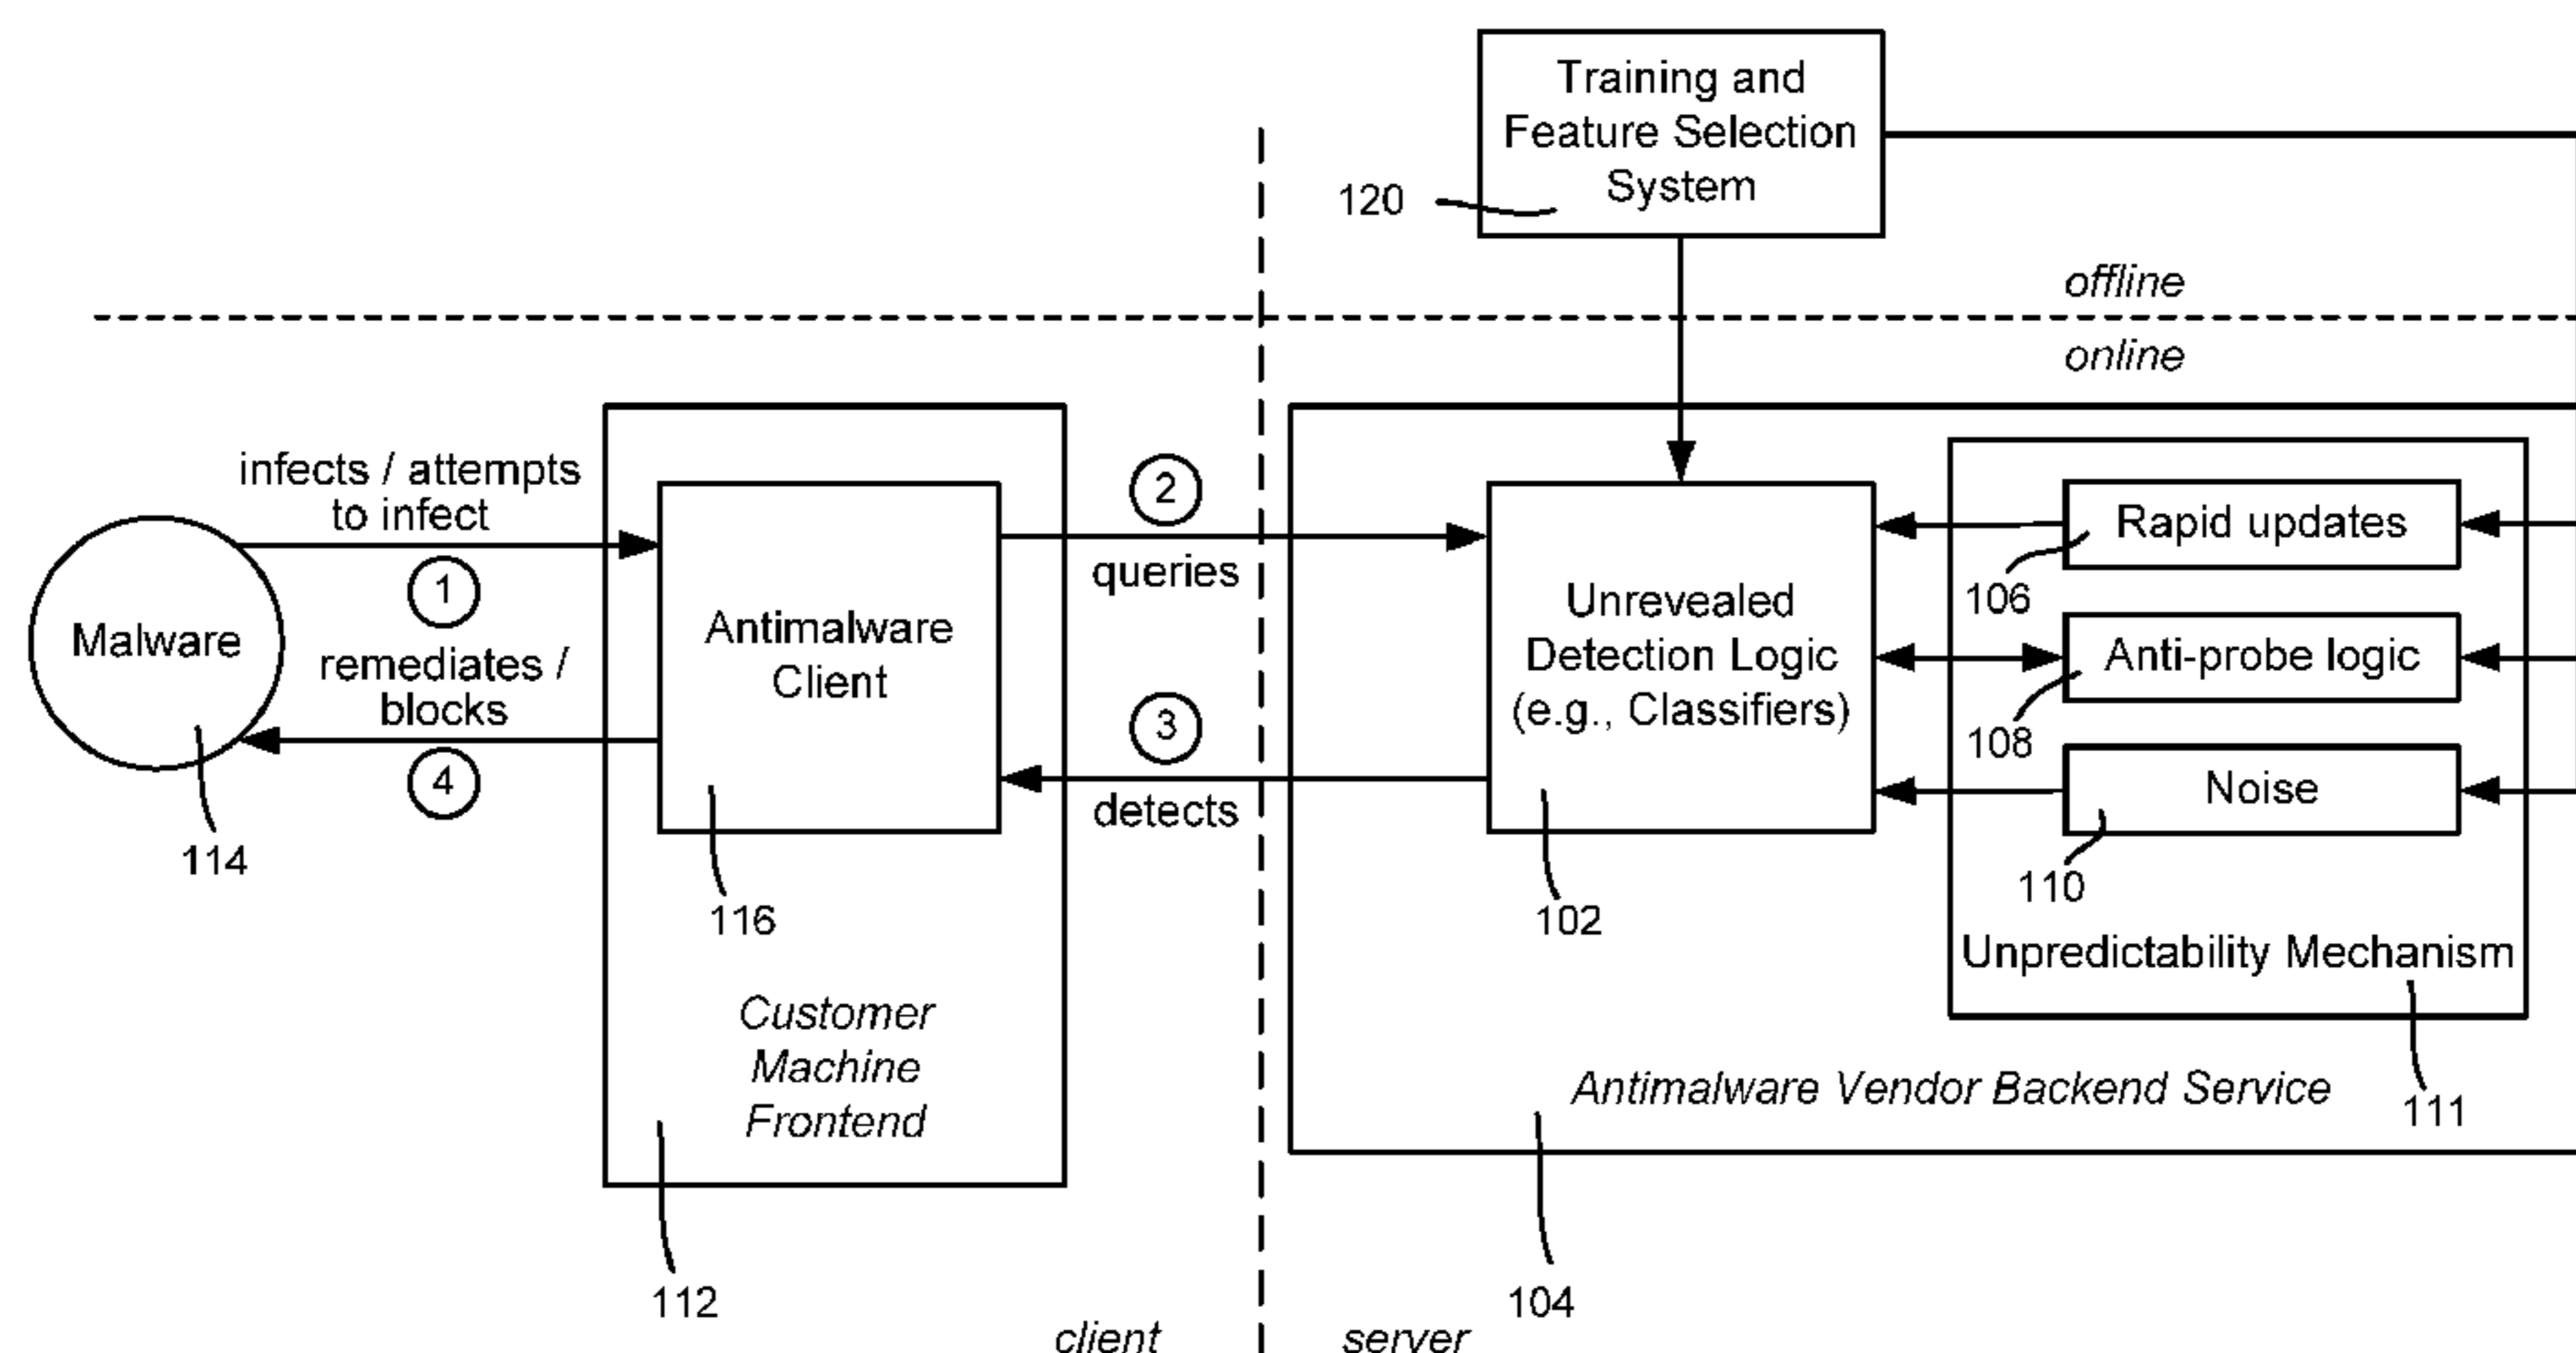 Training and
Feature Selection
System
120
offline
online
infects / attempts
to infect
1
Malware
remediates /
blocks
4
114
Antimalware
Client
116
Customer
Machine
Frontend
112
2
queries
3
detects
Unrevealed
Detection Logic
(e.g., Classifiers)
102
Rapid updates
106
Anti-probe logic
108
Noise
110
Unpredictability Mechanism
111
Antimalware Vendor Backend Service
104
client
server